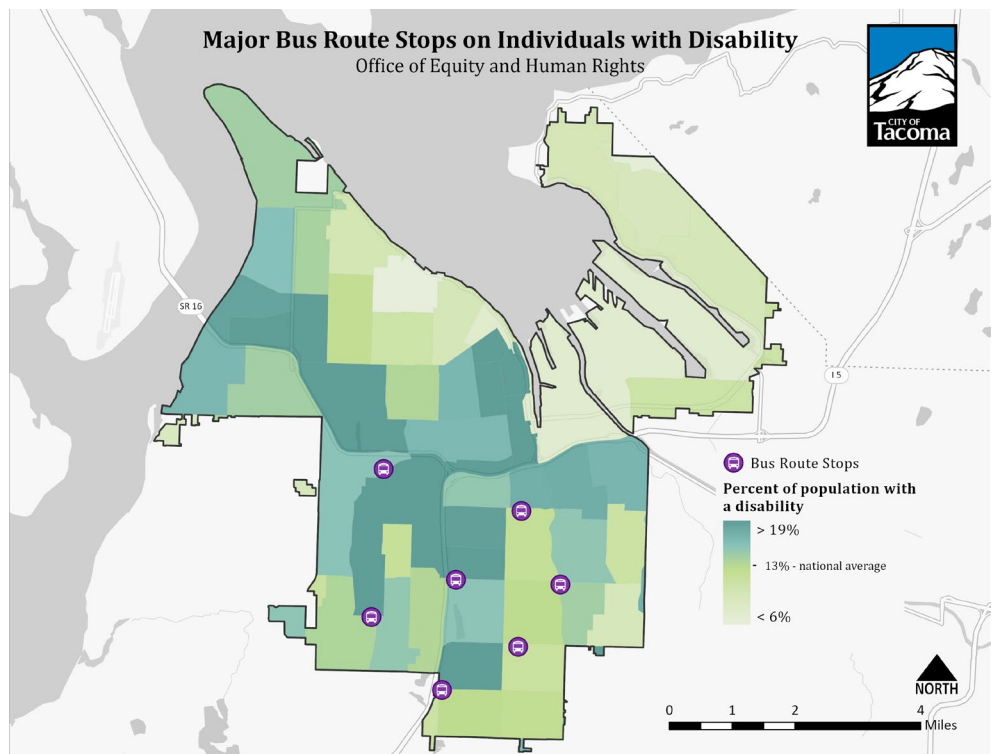 Major Bus Route Stops on Individuals with Disability
Office of Equity and Human Rights
CITY OF
Tacoma
SR 16
I 5
Bus Route Stops
Percent of population with
a disability
> 19%
- 13% - national average
< 6%
NORTH
0 1 2 4
Miles